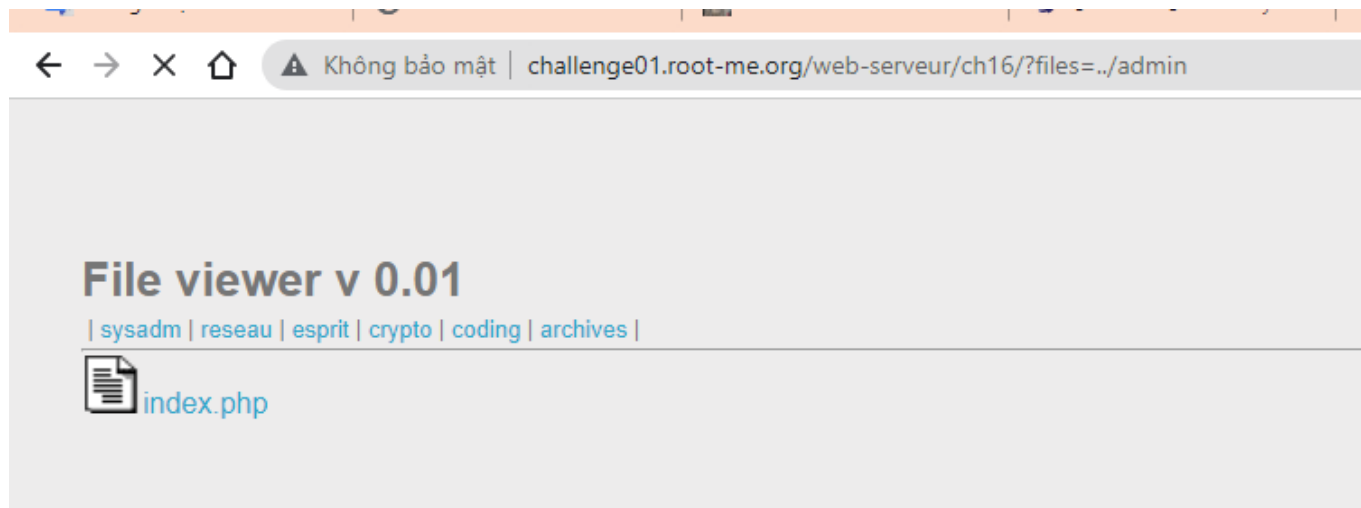 Không bảo mật | challenge01.root-me.org/web-serveur/ch16/?files=../admin
File viewer v 0.01
| sysadm | reseau | esprit | crypto | coding | archives |
index.php